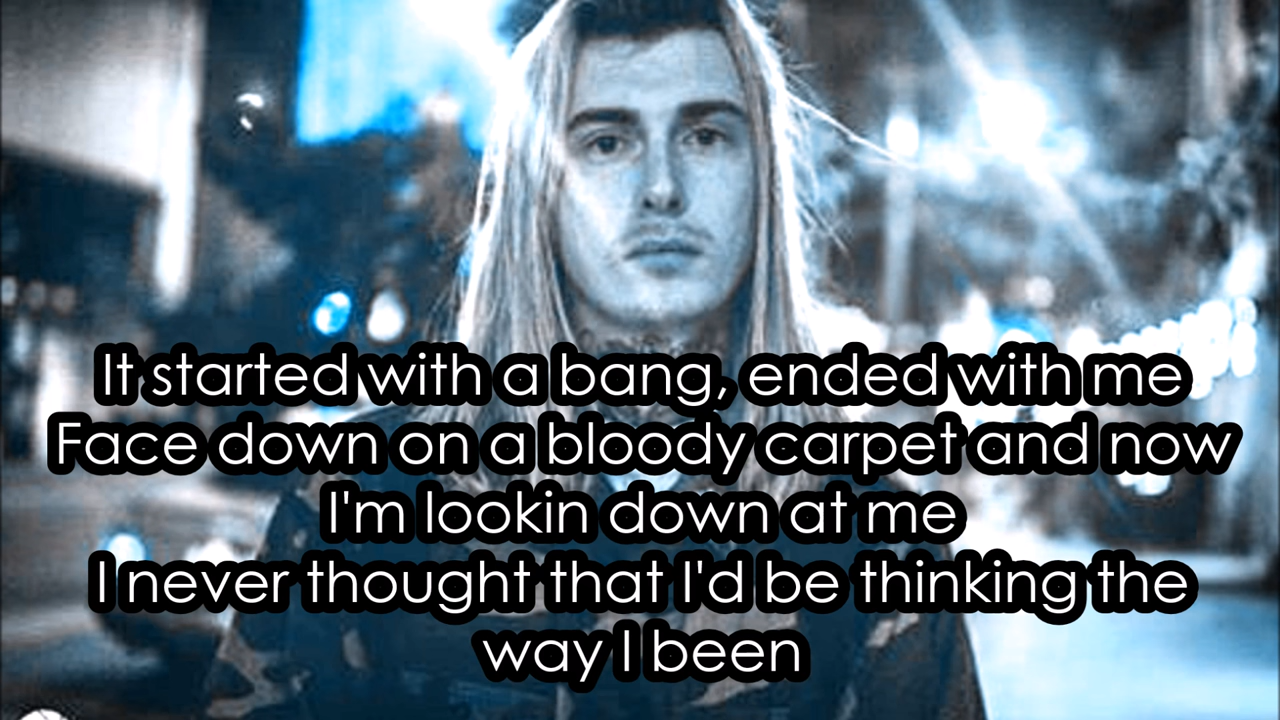 It started with a bang, ended with me
Face down on a bloody carpet and now
I'm lookin down at me
I never thought that I'd be thinking the
way I been